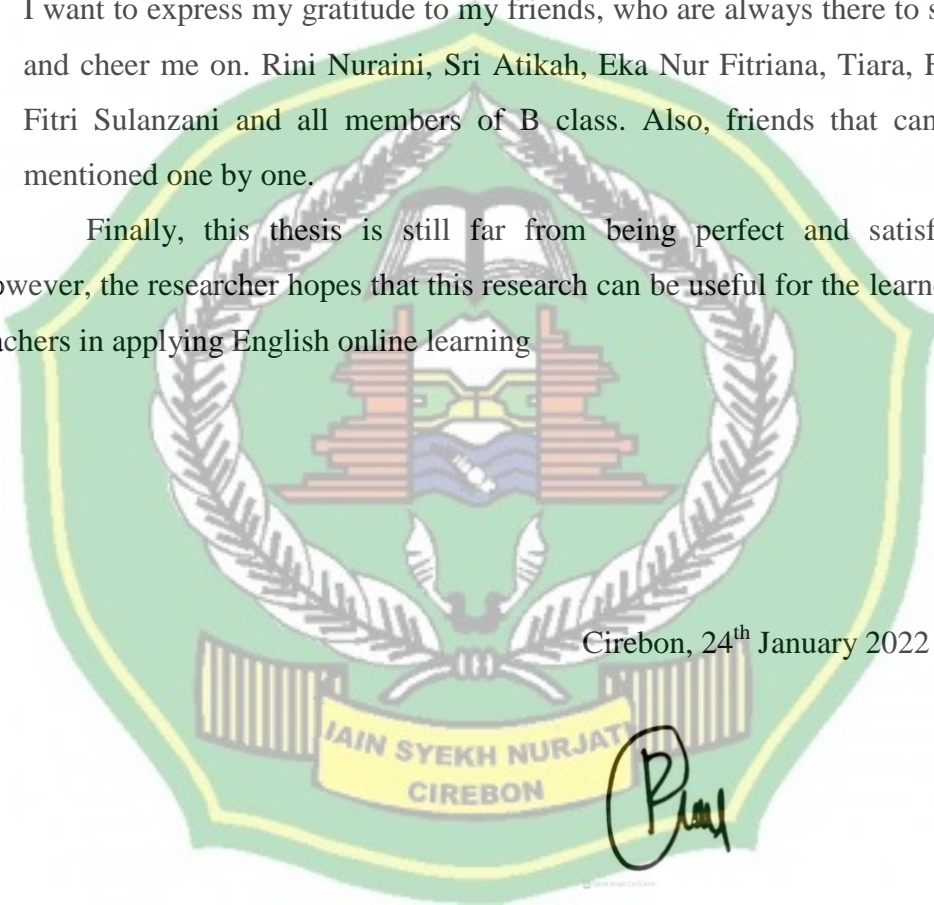 I want to express my gratitude to my friends, who are always there to
and cheer me on. Rini Nuraini, Sri Atikah, Eka Nur Fitriana, Tiara,
Fitri Sulanzani and all members of B class. Also, friends that
mentioned one by one.
Finally, this thesis is still far from being perfect and
the researcher hopes that this research can be useful for the
in applying English online learning
Cirebon, 24th January 2022
IAIN SYEKH NURJATI
CIREBON